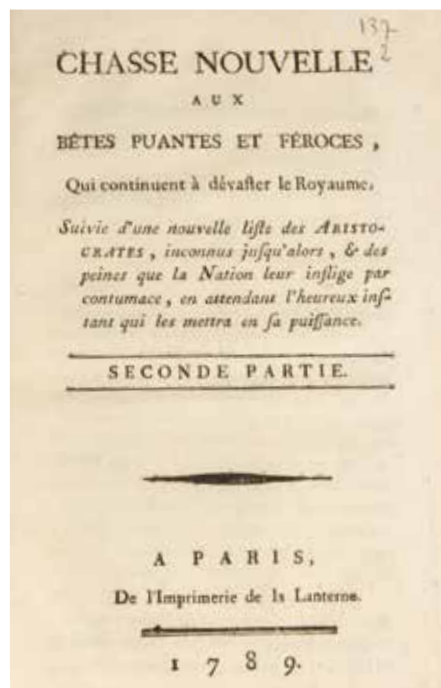 137
2
CHASSE NOUVELLE
AUX
BÊTES PUANTES ET FÉROCES ,
Qui continuent à dévaſter le Royaume.
Suivie d'une nouvelle liſte des ARISTO-
CRATES , inconnus juſqu'alors , & des
peines que la Nation leur inflige par
contumace , en attendant l'heureux inſ-
tant qui les mettra en ſa puiſſance.
SECONDE PARTIE.
A PARIS,
De l'Imprimerie de la Lanterne.
1789.